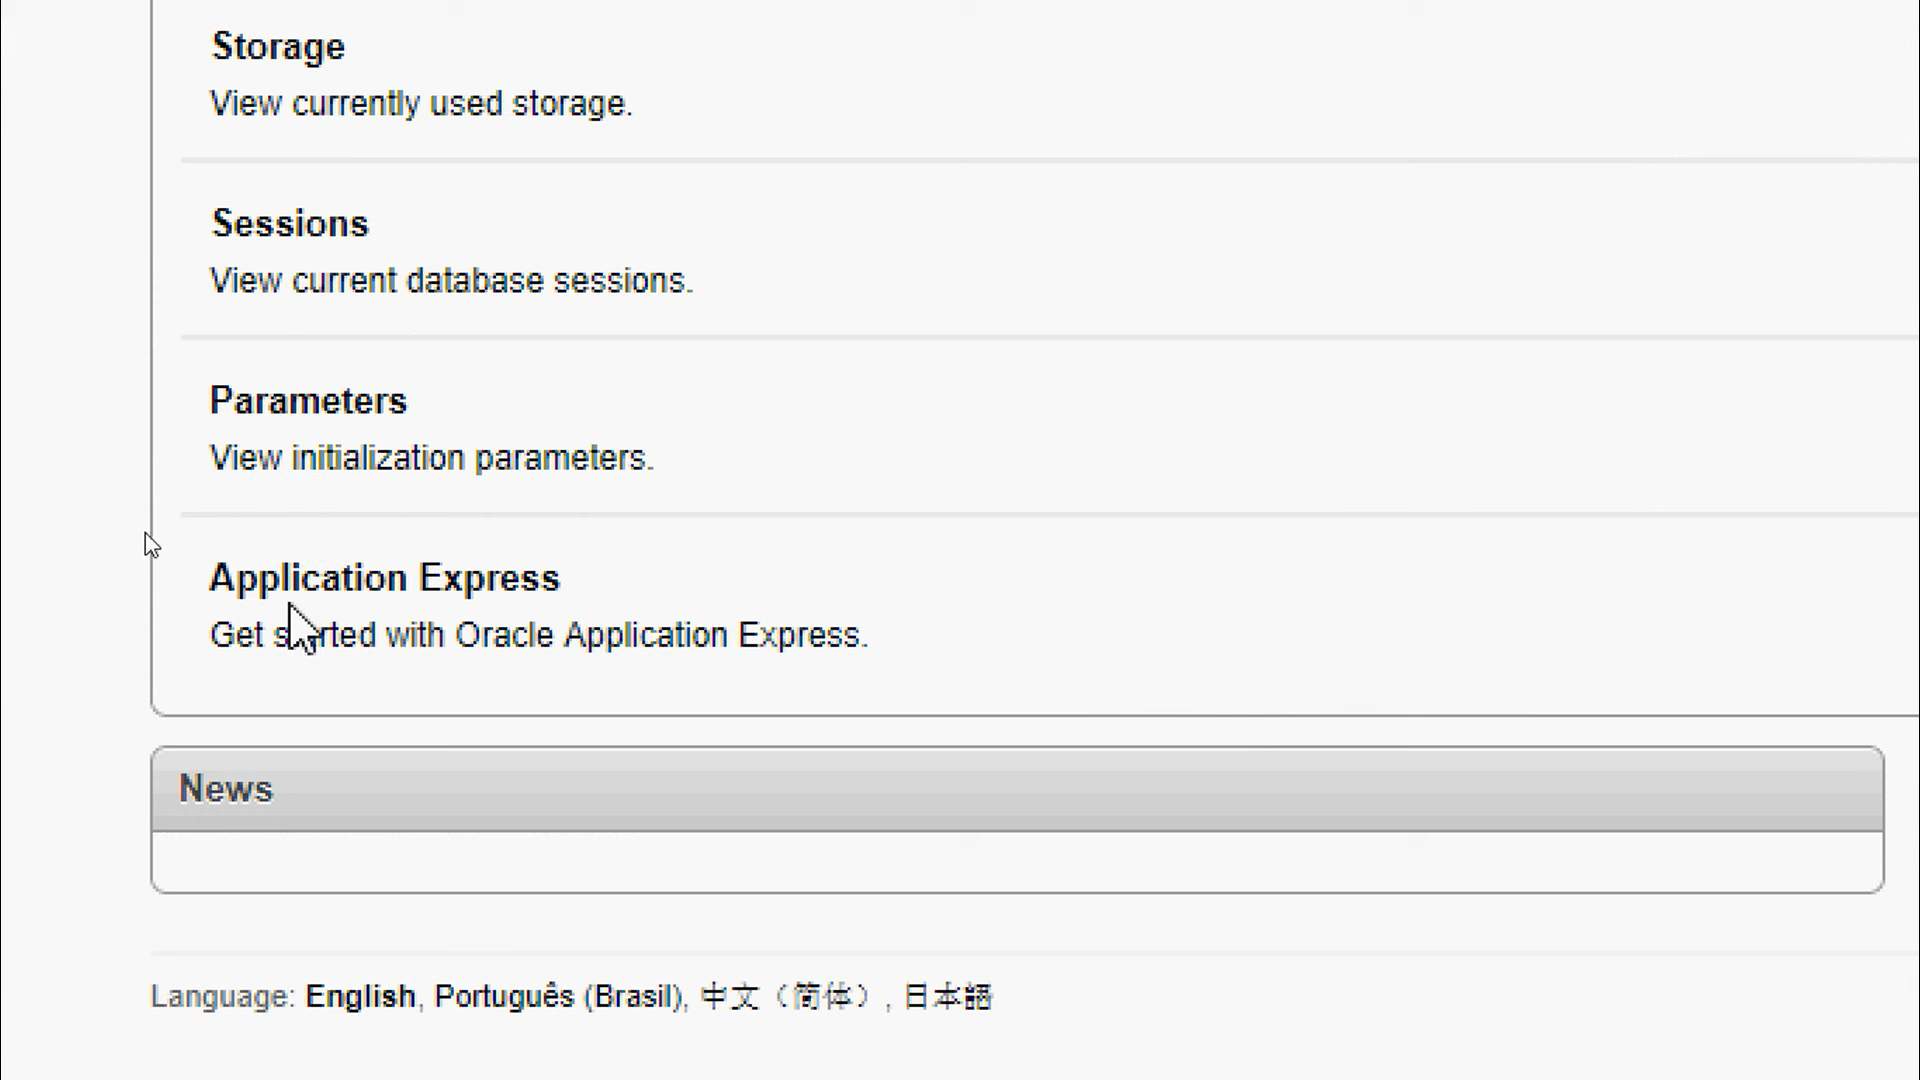 Storage
View currently used storage.
Sessions
View current database sessions.
Parameters
View initialization parameters.
Application Express
Get started with Oracle Application Express.
News
Language: English, Português (Brasil), 中文（简体）, 日本語